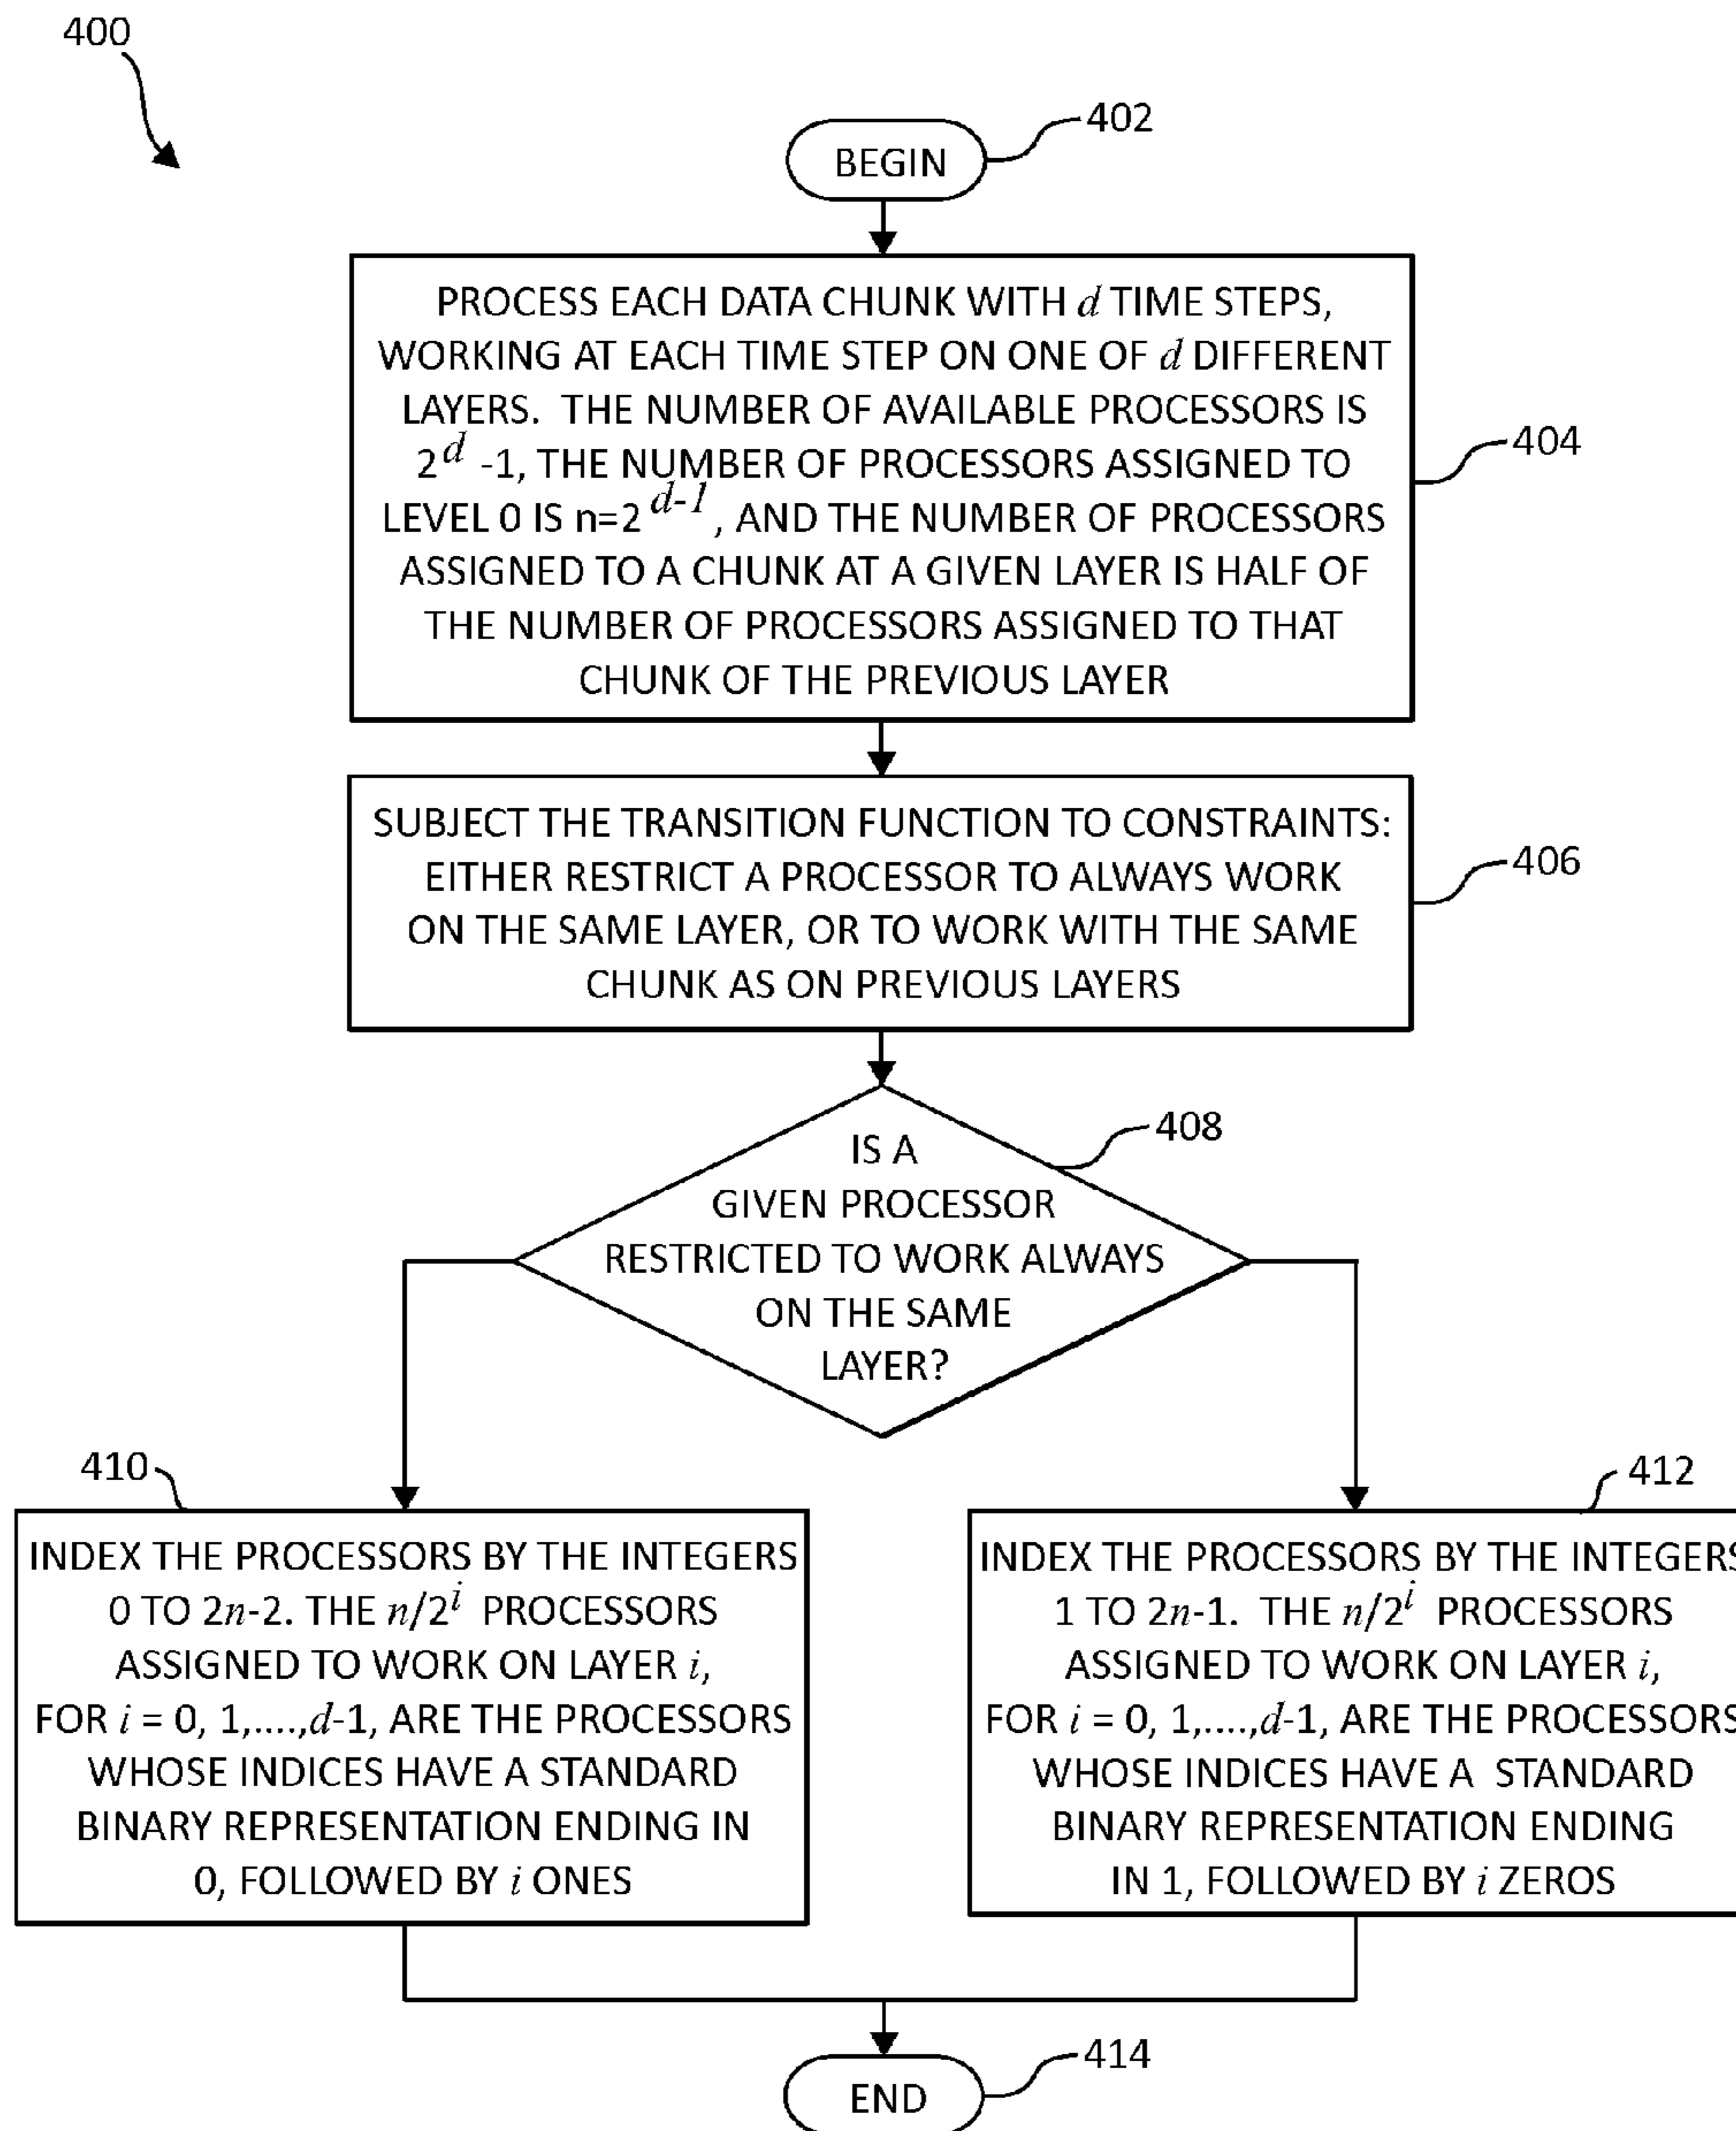 400
402
BEGIN
PROCESS EACH DATA CHUNK WITH d TIME STEPS,
WORKING AT EACH TIME STEP ON ONE OF d DIFFERENT
LAYERS. THE NUMBER OF AVAILABLE PROCESSORS IS
2^d -1, THE NUMBER OF PROCESSORS ASSIGNED TO
LEVEL 0 IS n=2^d-1, AND THE NUMBER OF PROCESSORS
ASSIGNED TO A CHUNK AT A GIVEN LAYER IS HALF OF
THE NUMBER OF PROCESSORS ASSIGNED TO THAT
CHUNK OF THE PREVIOUS LAYER
404
SUBJECT THE TRANSITION FUNCTION TO CONSTRAINTS:
EITHER RESTRICT A PROCESSOR TO ALWAYS WORK
ON THE SAME LAYER, OR TO WORK WITH THE SAME
CHUNK AS ON PREVIOUS LAYERS
406
408
IS A
GIVEN PROCESSOR
RESTRICTED TO WORK ALWAYS
ON THE SAME
LAYER?
410
INDEX THE PROCESSORS BY THE INTEGERS
0 TO 2n-2. THE n/2^i PROCESSORS
ASSIGNED TO WORK ON LAYER i,
FOR i = 0, 1,....,d-1, ARE THE PROCESSORS
WHOSE INDICES HAVE A STANDARD
BINARY REPRESENTATION ENDING IN
0, FOLLOWED BY i ONES
412
INDEX THE PROCESSORS BY THE INTEGERS
1 TO 2n-1. THE n/2^i PROCESSORS
ASSIGNED TO WORK ON LAYER i,
FOR i = 0, 1,....,d-1, ARE THE PROCESSORS
WHOSE INDICES HAVE A STANDARD
BINARY REPRESENTATION ENDING
IN 1, FOLLOWED BY i ZEROS
414
END